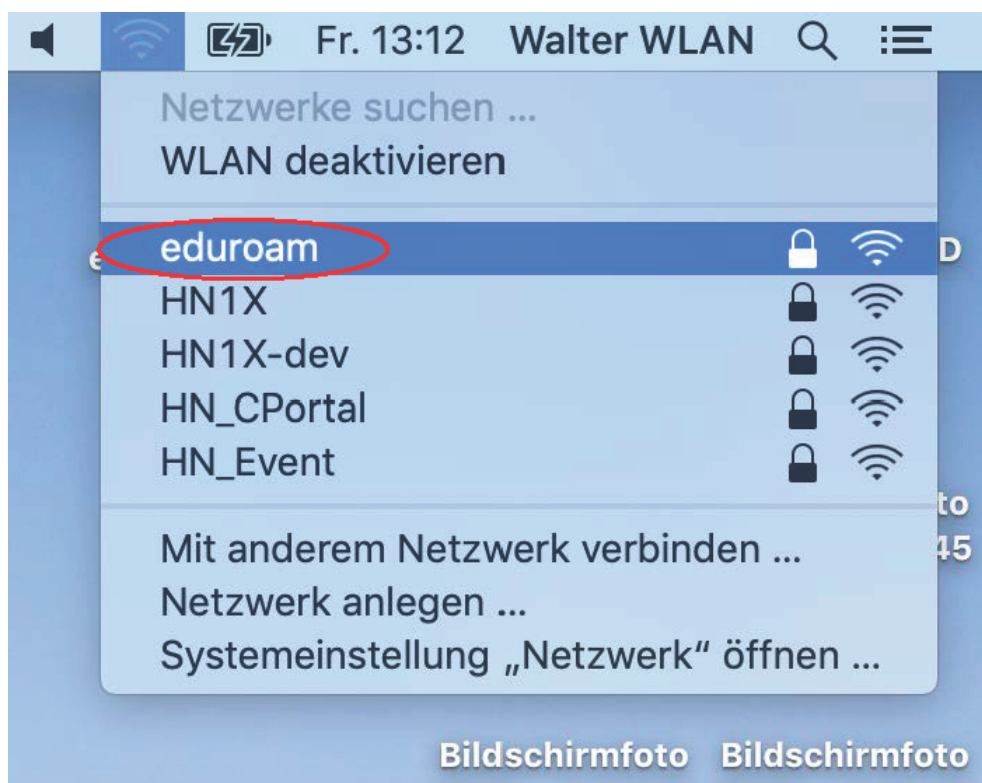 Fr. 13:12 Walter WLAN
Netzwerke suchen ...
WLAN deaktivieren
eduroam
HN1X
HN1X-dev
HN_CPortal
HN_Event
Mit anderem Netzwerk verbinden ...
Netzwerk anlegen ...
Systemeinstellung „Netzwerk“ öffnen ...
Bildschirmfoto Bildschirmfoto